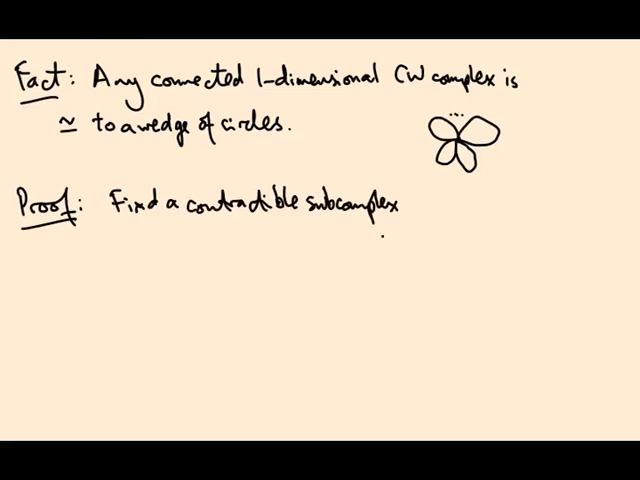 Fact: Any connected 1-dimensional CW complex is
≃ to a wedge of circles.
...
Proof: Find a contractible subcomplex